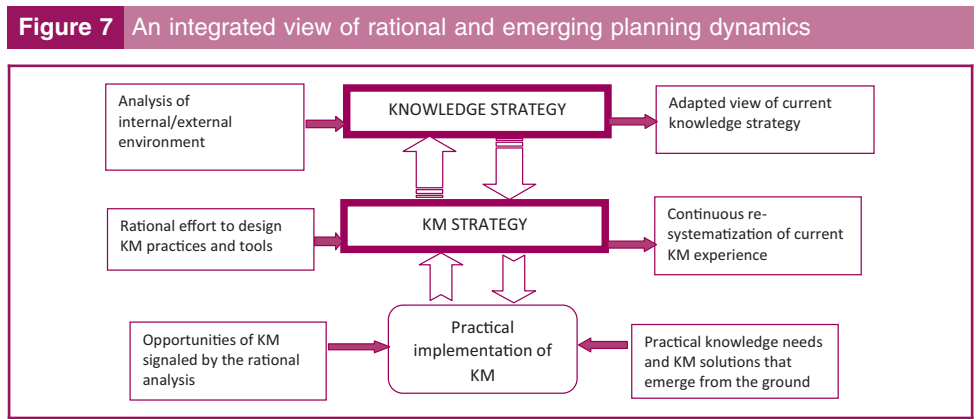 Figure 7 An integrated view of rational and emerging planning dynamics
Analysis of
internal/external
environment
KNOWLEDGE STRATEGY
Adapted view of current
knowledge strategy
Rational effort to design
KM practices and tools
KM STRATEGY
Continuous re-
systematization of current
KM experience
Opportunities of KM
signaled by the rational
analysis
Practical
implementation of
KM
Practical knowledge needs
and KM solutions that
emerge from the ground